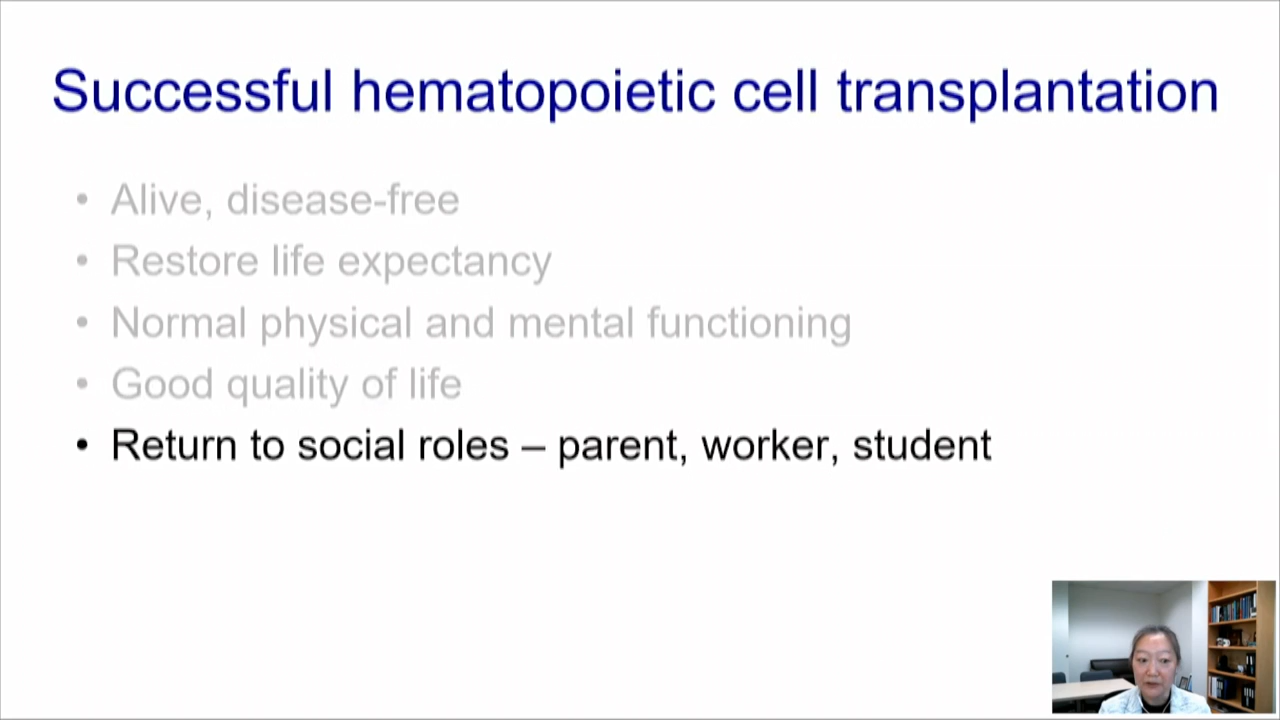 Successful hematopoietic cell transplantation
• Alive, disease-free
• Restore life expectancy
• Normal physical and mental functioning
• Good quality of life
• Return to social roles – parent, worker, student